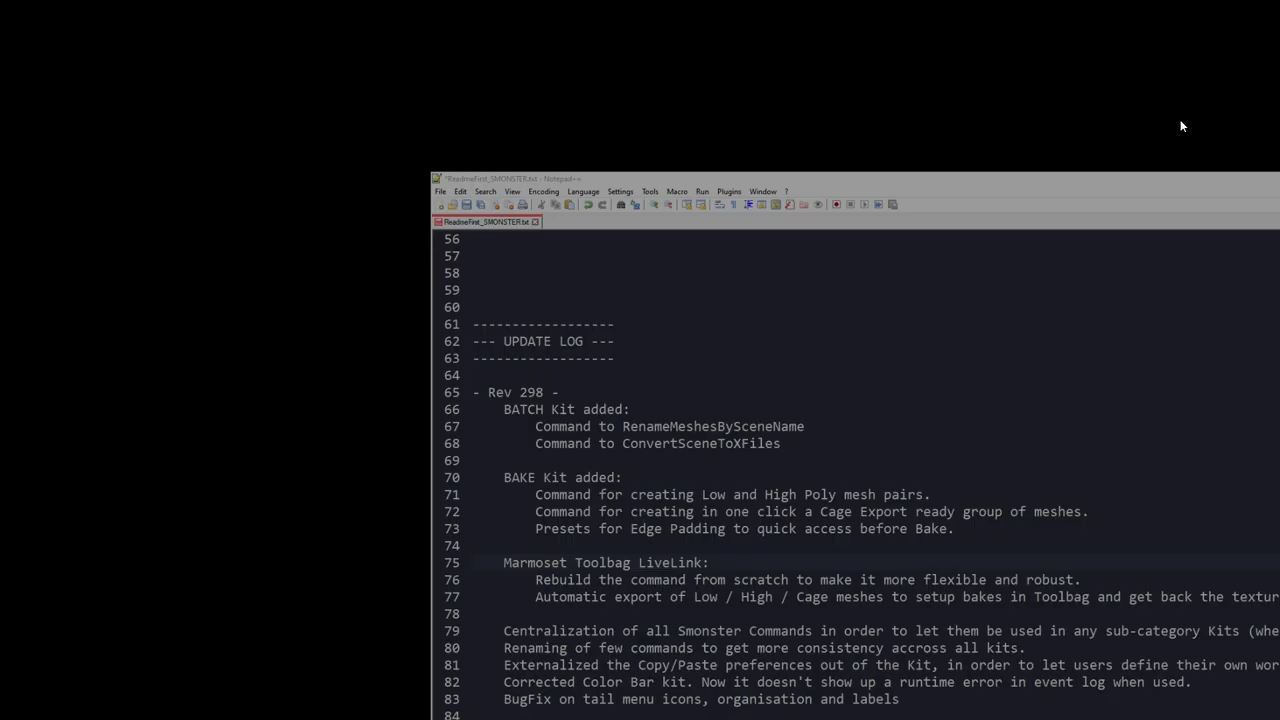 *ReadmeFirst_SMONSTER.txt - Notepad++
File Edit Search View Encoding Language Settings Tools Macro Run Plugins Window ?
ReadmeFirst_SMONSTER.txt
56
57
58
59
60
61 ------------------
62 --- UPDATE LOG ---
63 ------------------
64
65 - Rev 298 -
66 BATCH Kit added:
67 Command to RenameMeshesBySceneName
68 Command to ConvertSceneToXFiles
69
70 BAKE Kit added:
71 Command for creating Low and High Poly mesh pairs.
72 Command for creating in one click a Cage Export ready group of meshes.
73 Presets for Edge Padding to quick access before Bake.
74
75 Marmoset Toolbag LiveLink:
76 Rebuild the command from scratch to make it more flexible and robust.
77 Automatic export of Low / High / Cage meshes to setup bakes in Toolbag and get back the textur
78
79 Centralization of all Smonster Commands in order to let them be used in any sub-category Kits (whe
80 Renaming of few commands to get more consistency accross all kits.
81 Externalized the Copy/Paste preferences out of the Kit, in order to let users define their own wor
82 Corrected Color Bar kit. Now it doesn't show up a runtime error in event log when used.
83 BugFix on tail menu icons, organisation and labels
84